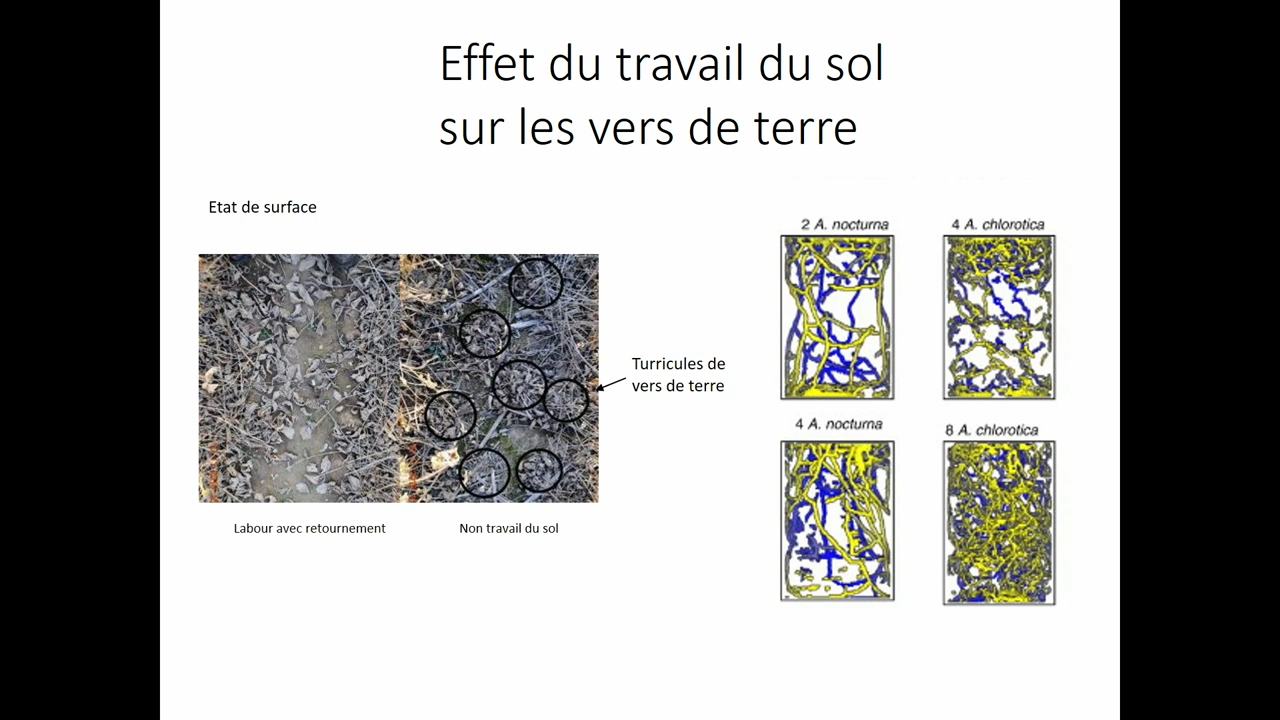 Effet du travail du sol
sur les vers de terre
Etat de surface
Turricules de
vers de terre
Labour avec retournement
Non travail du sol
2 A. nocturna
4 A. chlorotica
4 A. nocturna
8 A. chlorotica